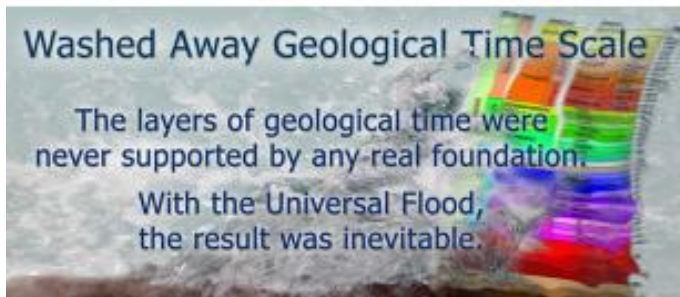 Washed Away Geological Time Scale
The layers of geological time were
never supported by any real foundation.
With the Universal Flood,
the result was inevitable.